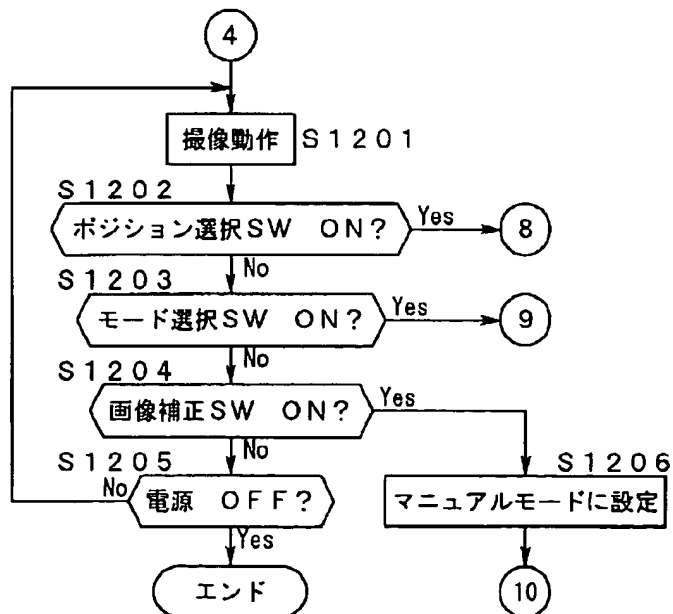 4
撮像動作 S1201
S1202
ポジション選択SW ON? Yes 8
No
S1203
モード選択SW ON? Yes 9
No
S1204
画像補正SW ON? Yes
No
S1205
No 電源 OFF?
Yes
エンド
S1206
マニュアルモードに設定
10